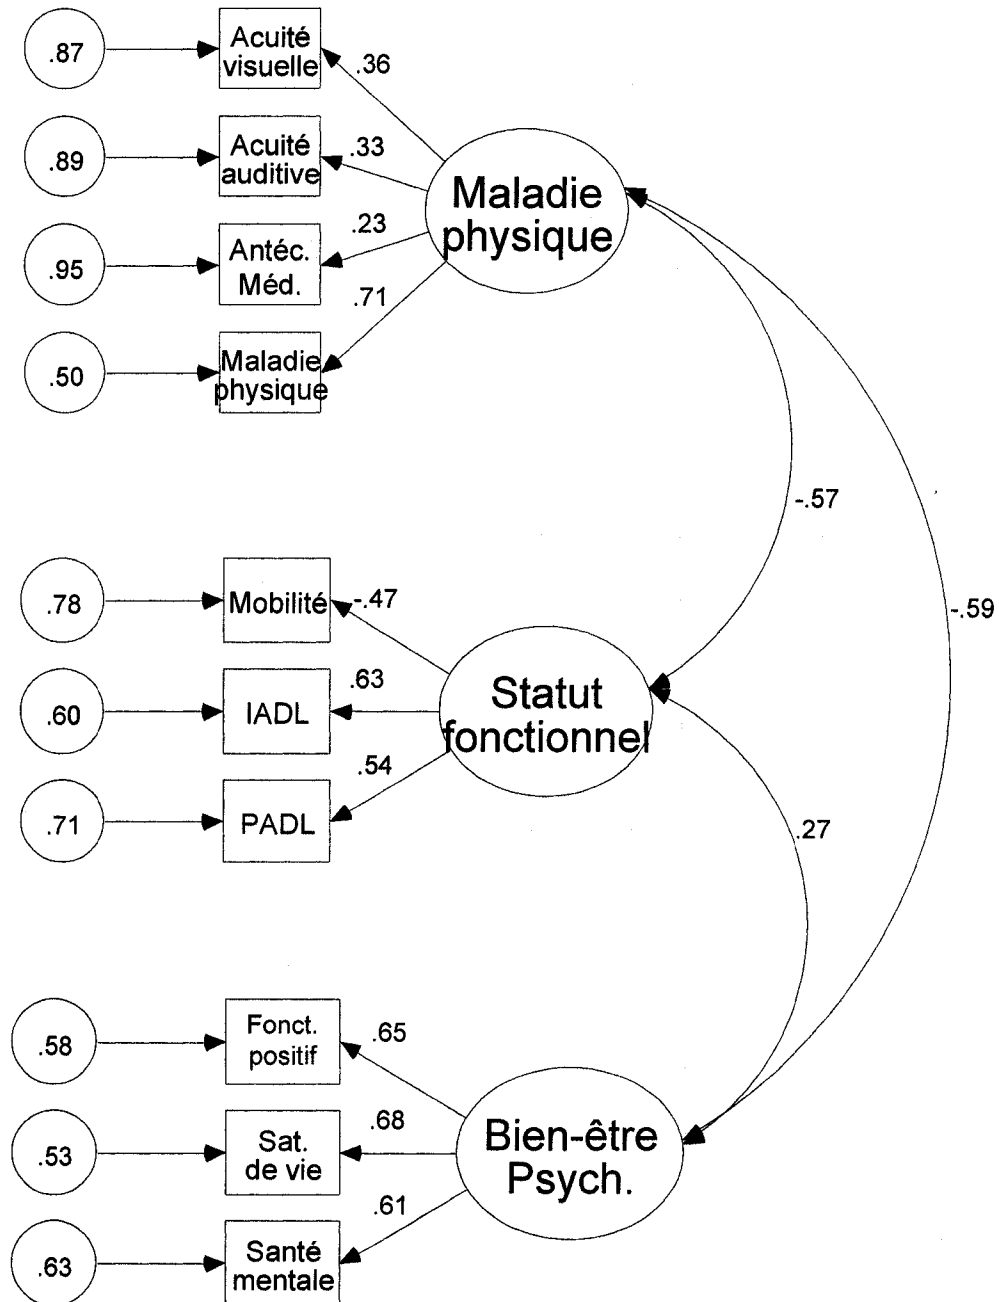 .87
Acuité
visuelle
.36
.89
Acuité
auditive
.33
Maladie
physique
.95
Antéc.
Méd.
.23
.50
Maladie
physique
.71
-.57
-.59
.78
Mobilité
-.47
.60
IADL
.63
Statut
fonctionnel
.71
PADL
.54
.27
.58
Fonct.
positif
.65
.53
Sat.
de vie
.68
Bien-être
Psych.
.63
Santé
mentale
.61